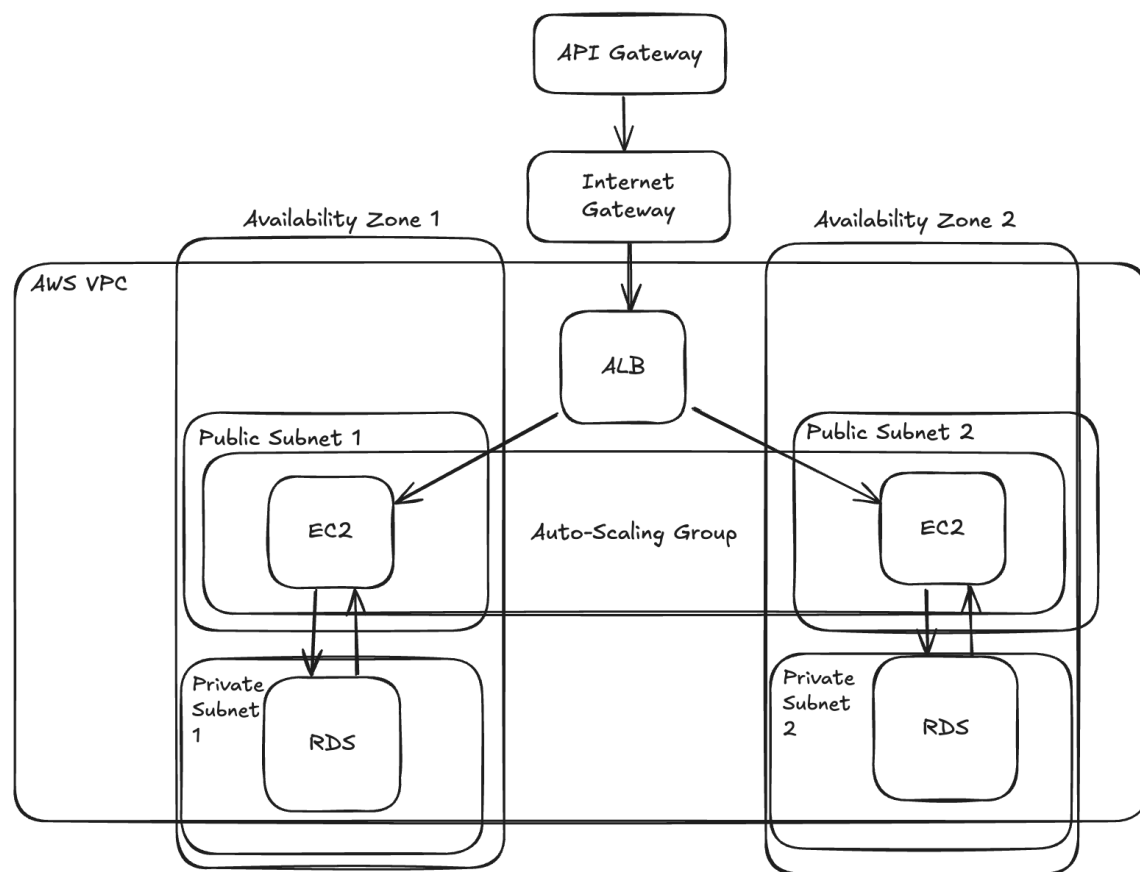 API Gateway
Internet
Gateway
Availability Zone 1
Availability Zone 2
AWS VPC
ALB
Public Subnet 1
Public Subnet 2
EC2
Auto-Scaling Group
EC2
Private
Subnet
1
RDS
Private
Subnet
2
RDS